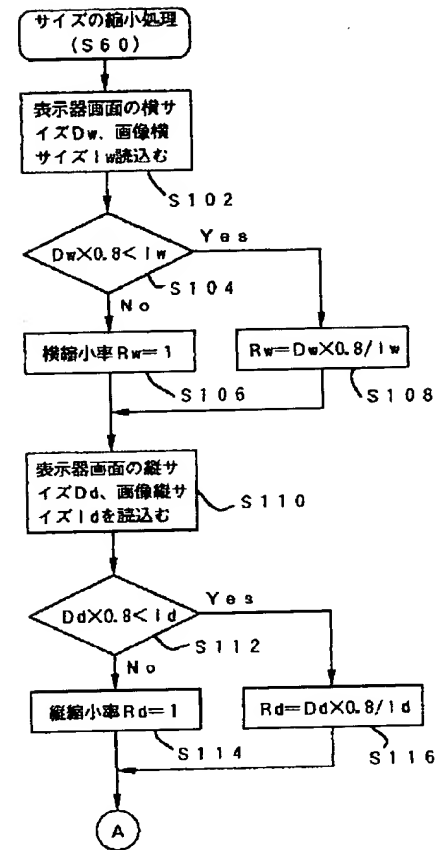 サイズの縮小処理
(S60)
表示器画面の横サ
イズDw、画像横
サイズIw読込む
S102
Dw×0.8<Iw
Yes
S104
No
横縮小率Rw=1
Rw=Dw×0.8/Iw
S106
S108
表示器画面の縦サ
イズDd、画像縦サ
イズIdを読込む
S110
Dd×0.8<Id
Yes
S112
No
縦縮小率Rd=1
Rd=Dd×0.8/Id
S114
S116
A